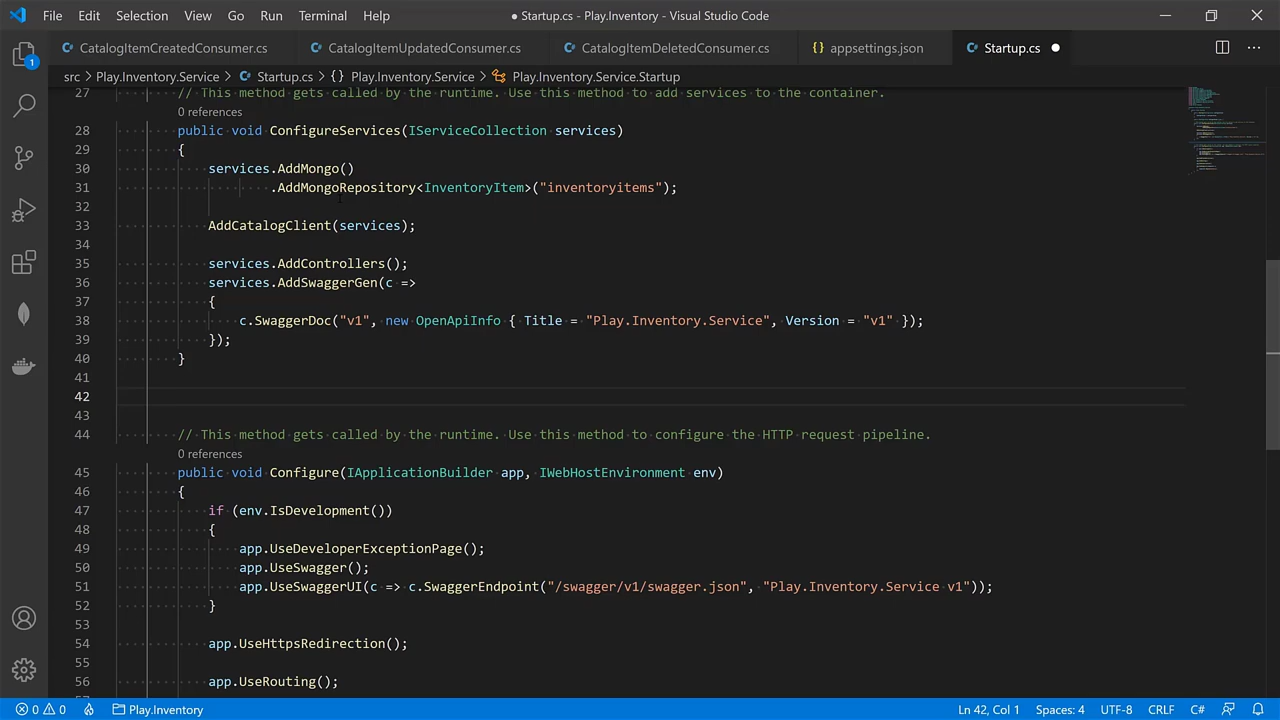 File Edit Selection View Go Run Terminal Help ● Startup.cs - Play.Inventory - Visual Studio Code
CatalogItemCreatedConsumer.cs CatalogItemUpdatedConsumer.cs CatalogItemDeletedConsumer.cs {} appsettings.json Startup.cs ●
src > Play.Inventory.Service > Startup.cs > {} Play.Inventory.Service > Play.Inventory.Service.Startup
27 // This method gets called by the runtime. Use this method to add services to the container.
0 references
28 public void ConfigureServices(IServiceCollection services)
29 {
30 services.AddMongo()
31 .AddMongoRepository<InventoryItem>("inventoryitems");
32
33 AddCatalogClient(services);
34
35 services.AddControllers();
36 services.AddSwaggerGen(c =>
37 {
38 c.SwaggerDoc("v1", new OpenApiInfo { Title = "Play.Inventory.Service", Version = "v1" });
39 });
40 }
41
42
43
44 // This method gets called by the runtime. Use this method to configure the HTTP request pipeline.
0 references
45 public void Configure(IApplicationBuilder app, IWebHostEnvironment env)
46 {
47 if (env.IsDevelopment())
48 {
49 app.UseDeveloperExceptionPage();
50 app.UseSwagger();
51 app.UseSwaggerUI(c => c.SwaggerEndpoint("/swagger/v1/swagger.json", "Play.Inventory.Service v1"));
52 }
53
54 app.UseHttpsRedirection();
55
56 app.UseRouting();
1
0 0 Play.Inventory Ln 42, Col 1 Spaces: 4 UTF-8 CRLF C#